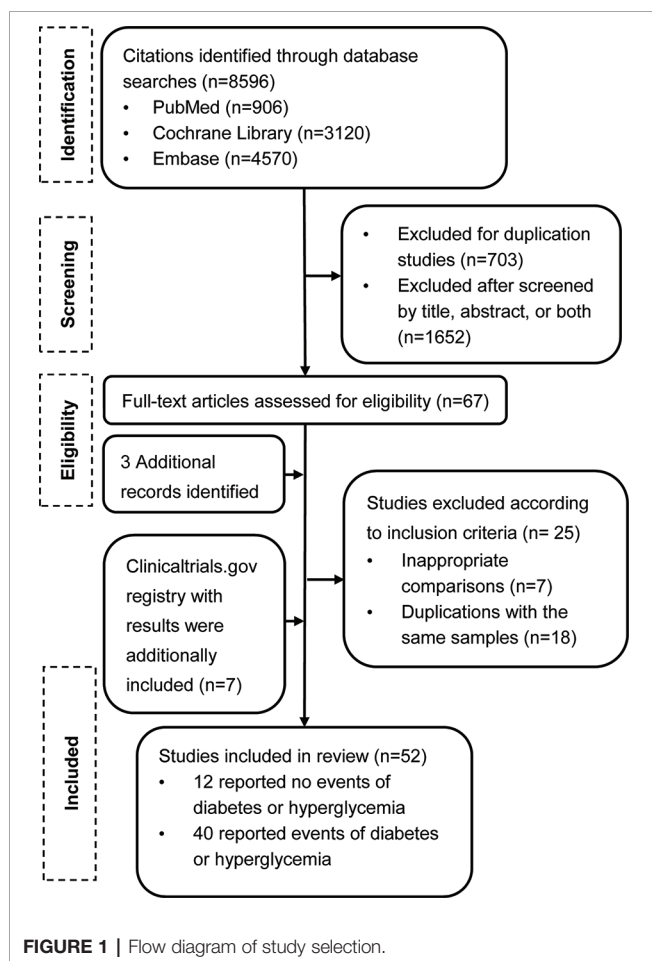 Identification
Citations identified through database
searches (n=8596)
• PubMed (n=906)
• Cochrane Library (n=3120)
• Embase (n=4570)
Screening
• Excluded for duplication
studies (n=703)
• Excluded after screened
by title, abstract, or both
(n=1652)
Eligibility
Full-text articles assessed for eligibility (n=67)
3 Additional
records identified
Studies excluded according
to inclusion criteria (n= 25)
• Inappropriate
comparisons (n=7)
• Duplications with the
same samples (n=18)
Clinicaltrials.gov
registry with
results were
additionally
included (n=7)
Included
Studies included in review (n=52)
• 12 reported no events of
diabetes or hyperglycemia
• 40 reported events of diabetes
or hyperglycemia
FIGURE 1 | Flow diagram of study selection.